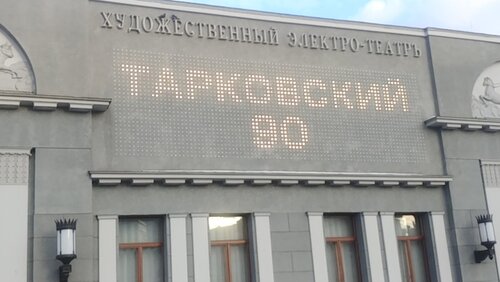 ХУДОЖЕСТВЕННЫЙ ЭЛЕКТРО-ТЕАТРЪ
ТАРКОВСКИЙ
90